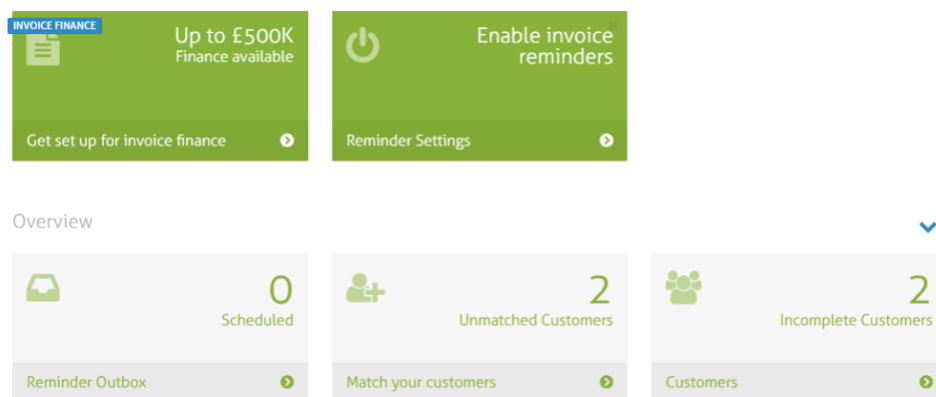 INVOICE FINANCE
Up to £500K
Finance available
Get set up for invoice finance
Enable invoice
reminders
Reminder Settings
Overview
0
Scheduled
Reminder Outbox
2
Unmatched Customers
Match your customers
2
Incomplete Customers
Customers